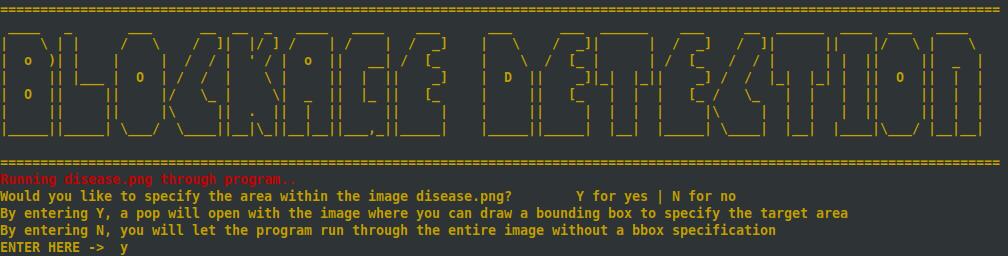 BLOCKAGE DETECTION
Running disease.png through program..
Would you like to specify the area within the image disease.png? Y for yes | N for no
By entering Y, a pop will open with the image where you can draw a bounding box to specify the target area
By entering N, you will let the program run through the entire image without a bbox specification
ENTER HERE -> y